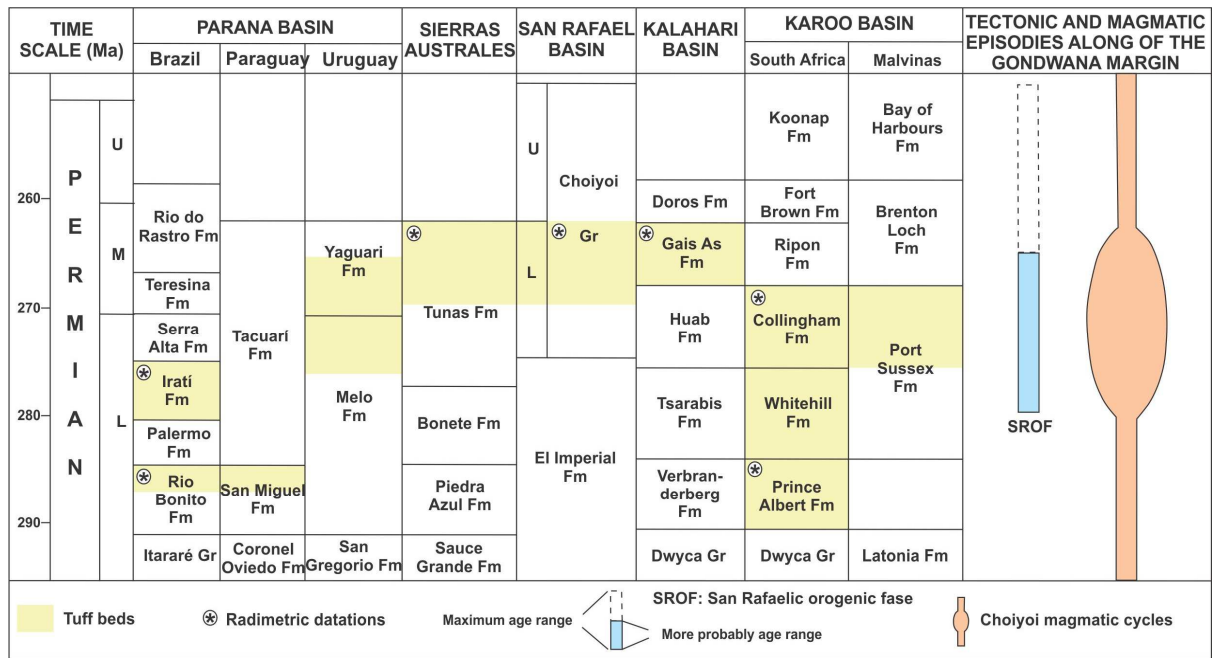 TIME
SCALE (Ma)
PARANA BASIN
Brazil
Paraguay
Uruguay
SIERRAS
AUSTRALES
SAN RAFAEL
BASIN
KALAHARI
BASIN
KAROO BASIN
South Africa
Malvinas
TECTONIC AND MAGMATIC
EPISODIES ALONG OF THE
GONDWANA MARGIN
260
270
280
290
P
E
R
M
I
A
N
U
M
L
Rio do
Rastro Fm
Teresina
Fm
Serra
Alta Fm
Iratí
Fm
Palermo
Fm
Rio
Bonito
Fm
Itararé Gr
Tacuarí
Fm
San Miguel
Fm
Coronel
Oviedo Fm
Yaguari
Fm
Melo
Fm
San
Gregorio Fm
Tunas Fm
Bonete Fm
Piedra
Azul Fm
Sauce
Grande Fm
U
L
Choiyoi
Gr
El Imperial
Fm
Doros Fm
Gais As
Fm
Huab
Fm
Tsarabis
Fm
Verbran-
derberg
Fm
Dwyca Gr
Koonap
Fm
Fort
Brown Fm
Ripon
Fm
Collingham
Fm
Whitehill
Fm
Prince
Albert Fm
Dwyca Gr
Bay of
Harbours
Fm
Brenton
Loch
Fm
Port
Sussex
Fm
Latonia Fm
SROF
Tuff beds
Radimetric datations
Maximum age range
SROF: San Rafaelic orogenic fase
More probably age range
Choiyoi magmatic cycles